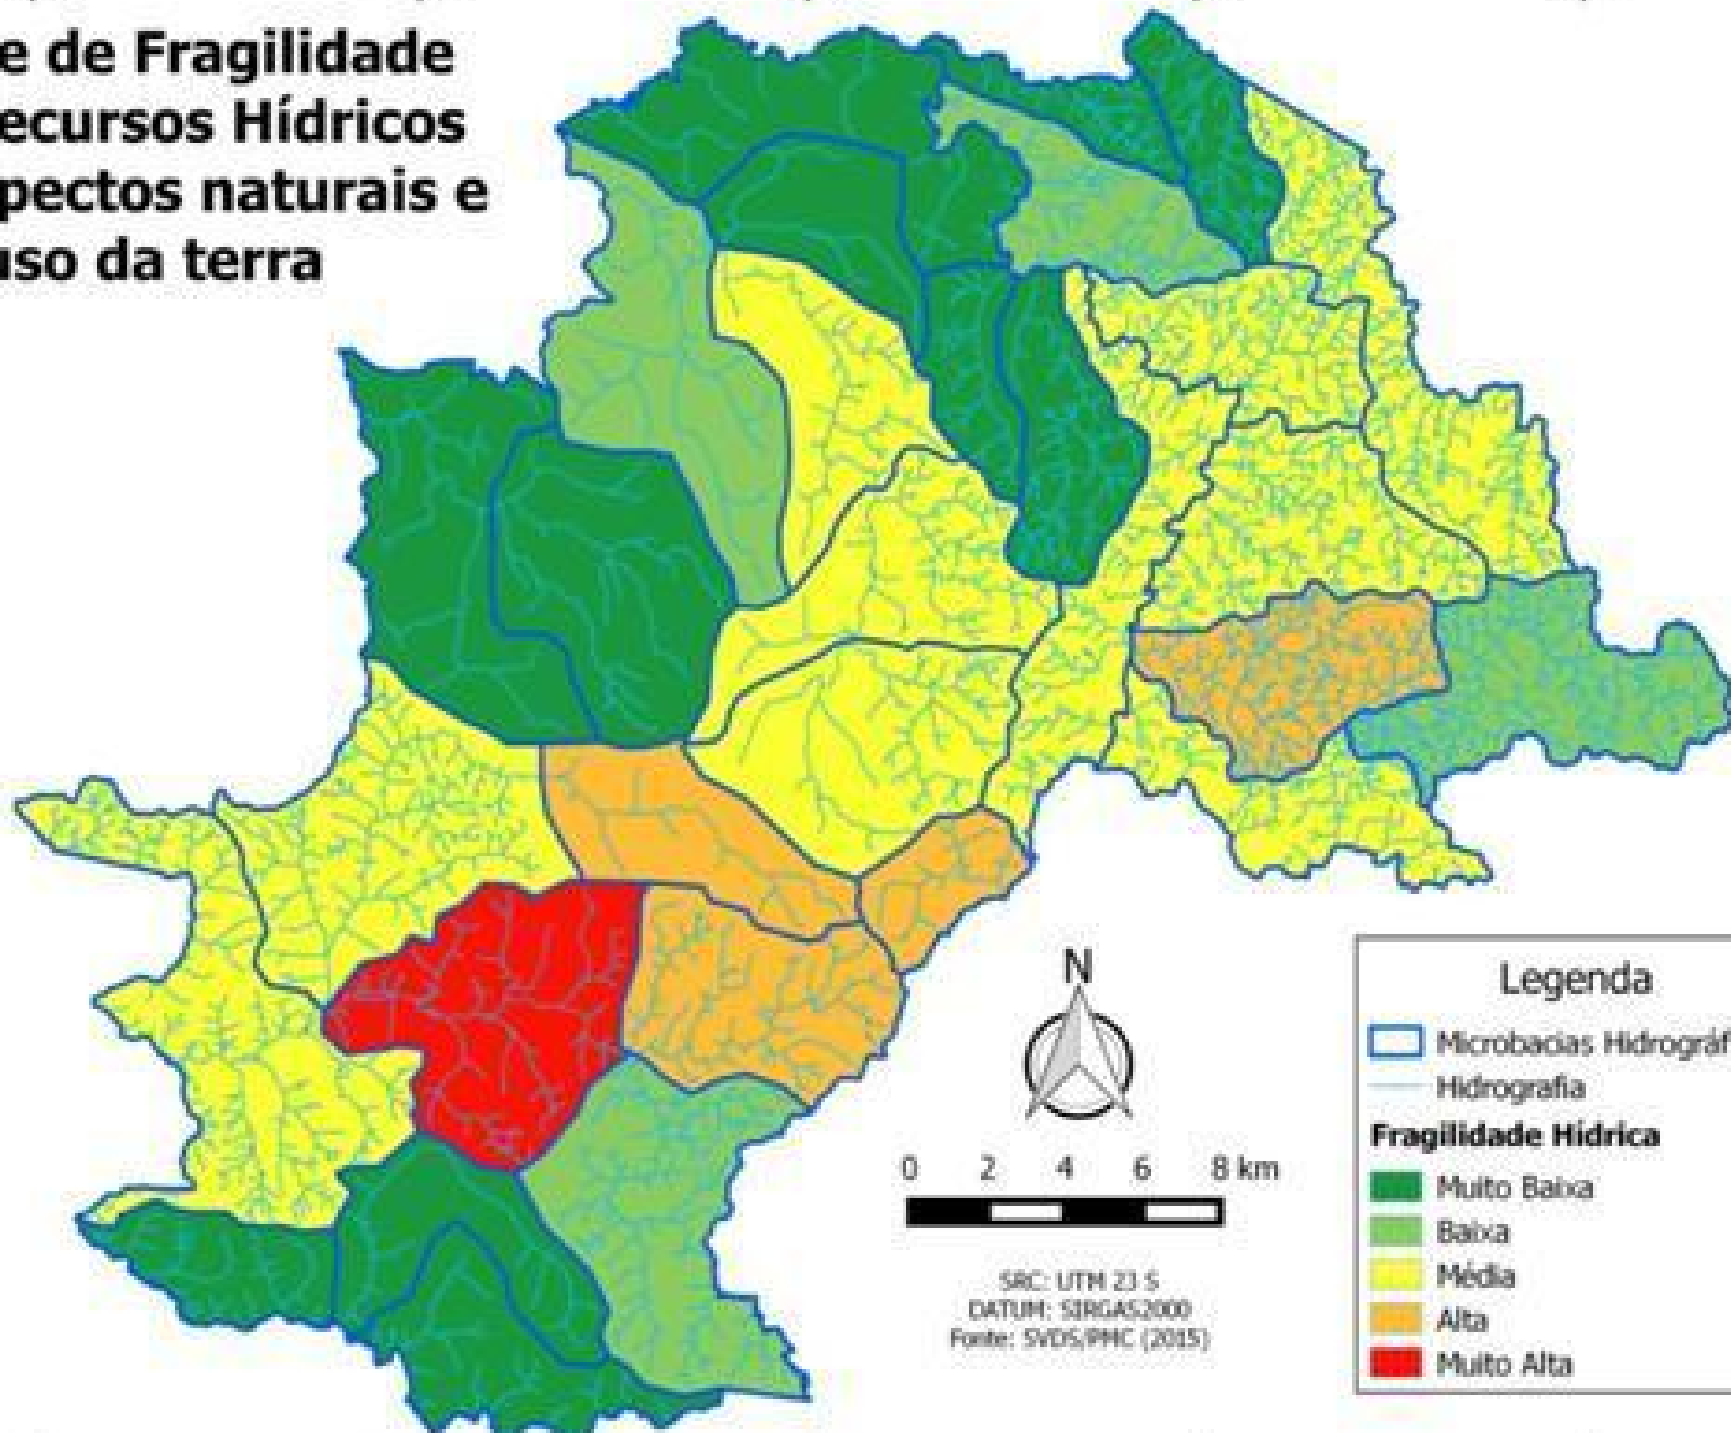 e de Fragilidade
ecursos Hídricos
pectos naturais e
uso da terra
N
0 2 4 6 8 km
SRC: UTM 23 S
DATUM: SIRGAS2000
Fonte: SVDS/PMC (2015)
Legenda
Microbacias Hidrográf
Hidrografia
Fragilidade Hídrica
Muito Baixa
Baixa
Média
Alta
Muito Alta